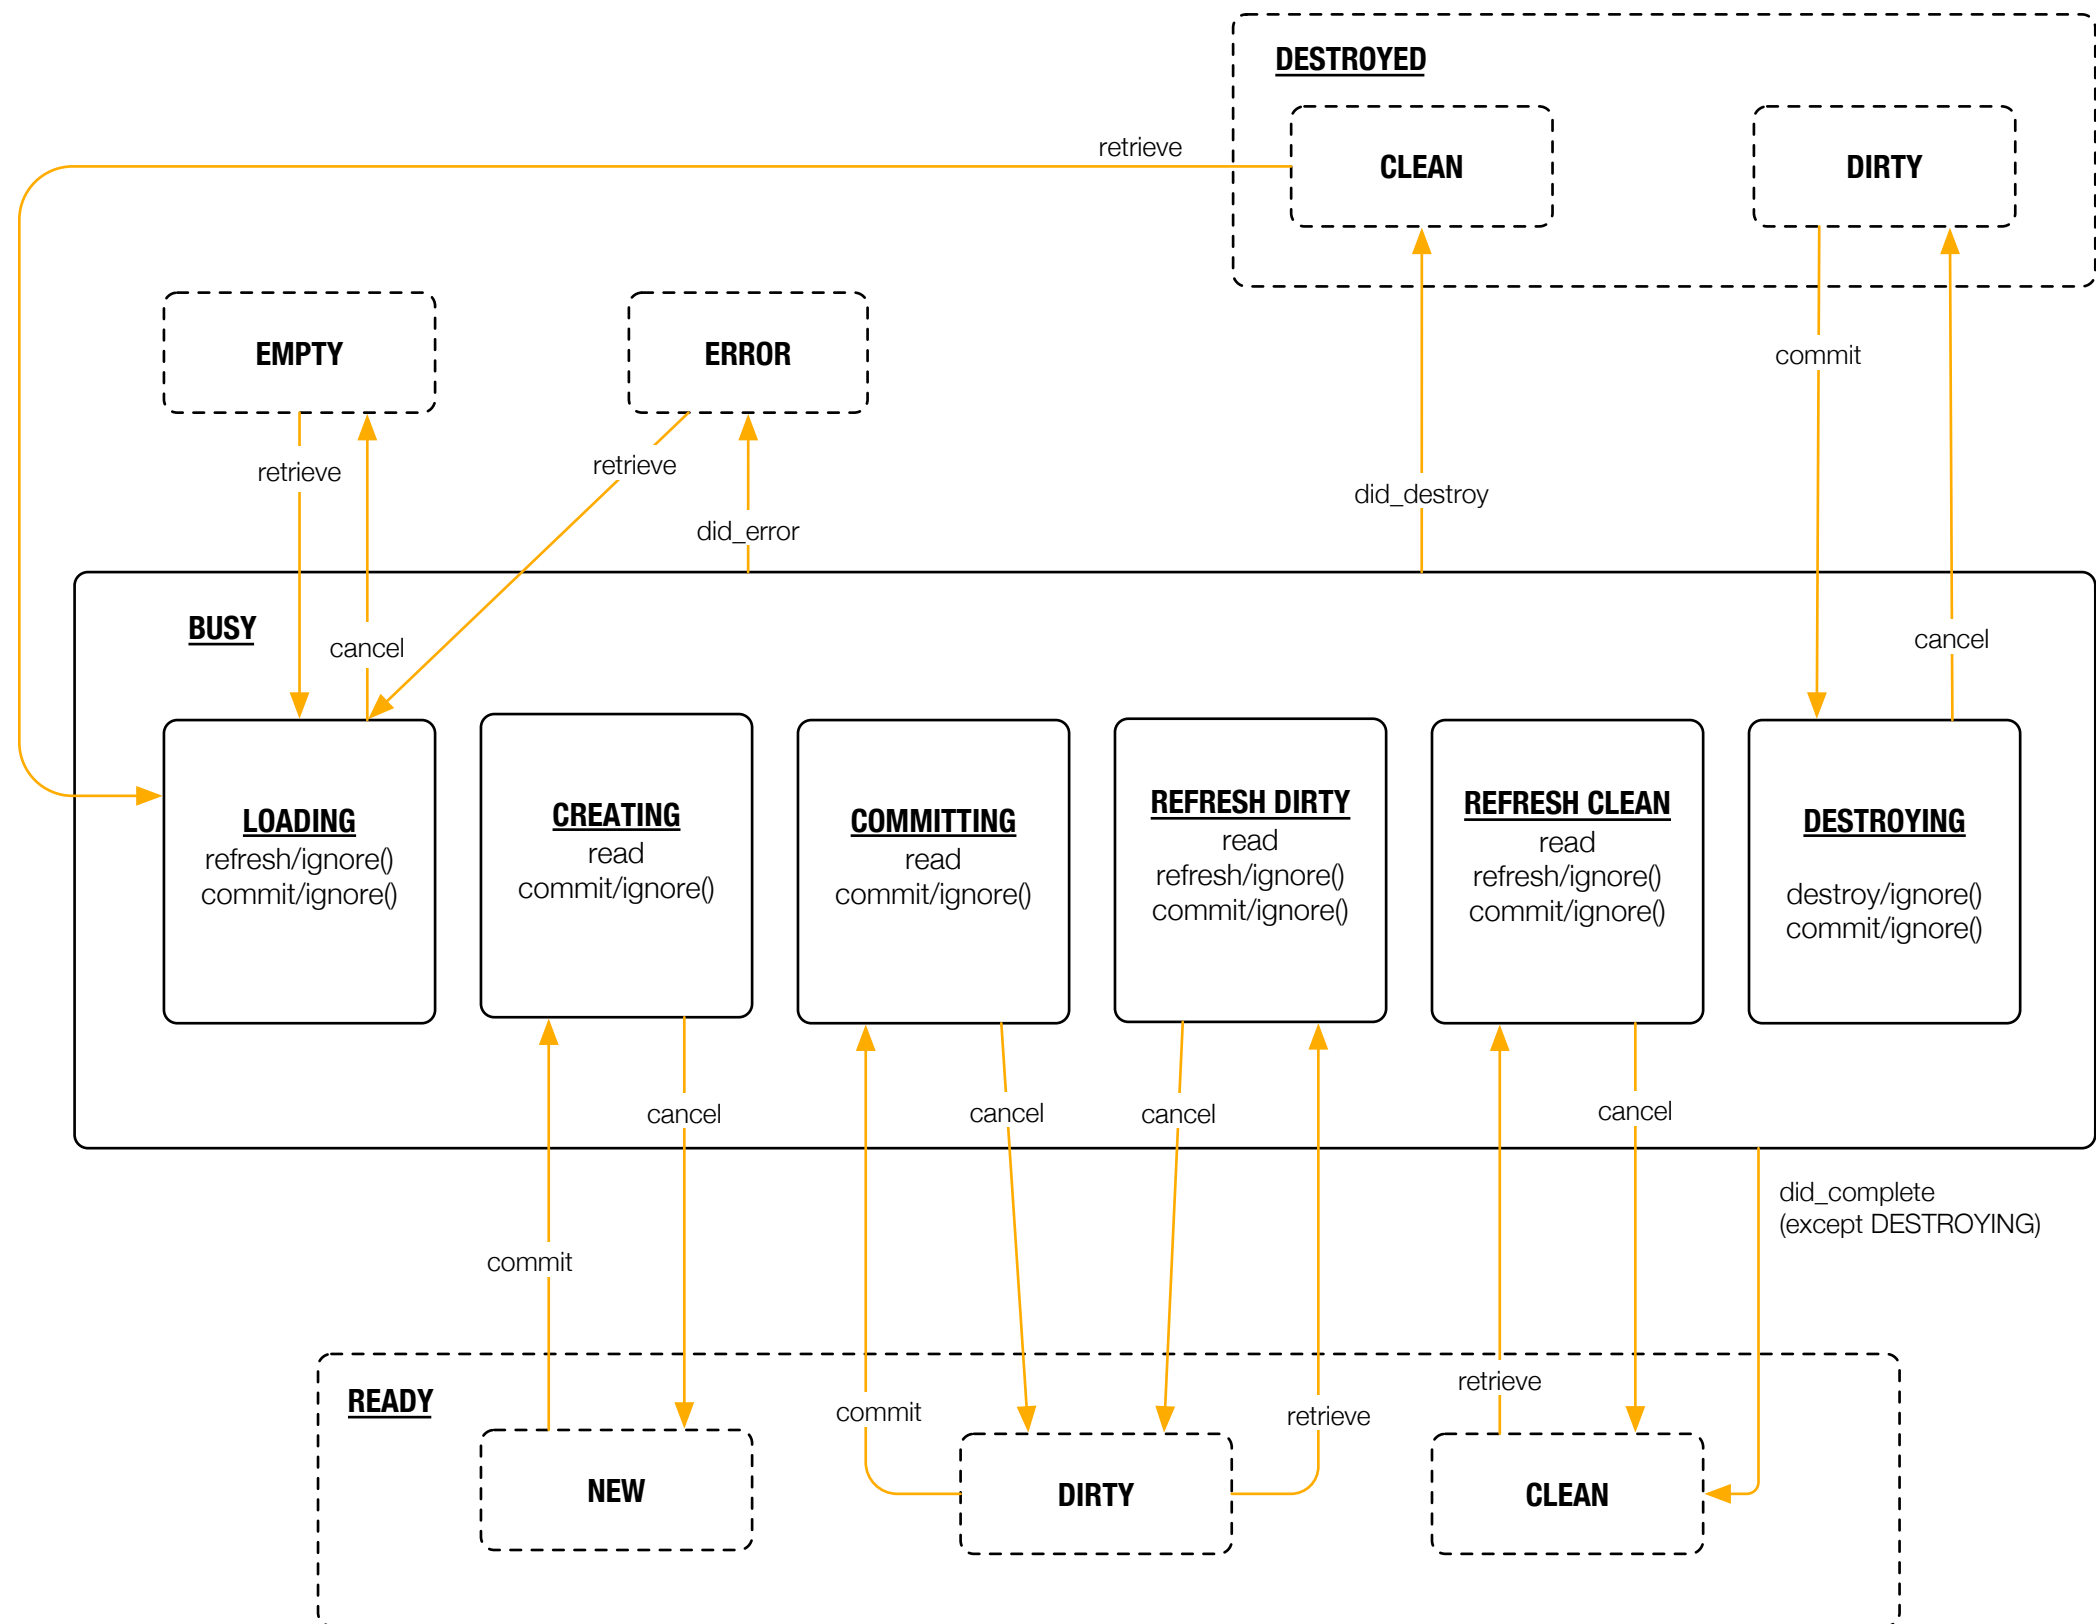 DESTROYED
CLEAN
DIRTY
retrieve
EMPTY
ERROR
commit
retrieve
retrieve
did_destroy
did_error
BUSY
cancel
cancel
LOADING
refresh/ignore()
commit/ignore()
CREATING
read
commit/ignore()
COMMITTING
read
commit/ignore()
REFRESH DIRTY
read
refresh/ignore()
commit/ignore()
REFRESH CLEAN
read
refresh/ignore()
commit/ignore()
DESTROYING
destroy/ignore()
commit/ignore()
cancel
cancel
cancel
cancel
did_complete
(except DESTROYING)
commit
READY
commit
retrieve
retrieve
NEW
DIRTY
CLEAN